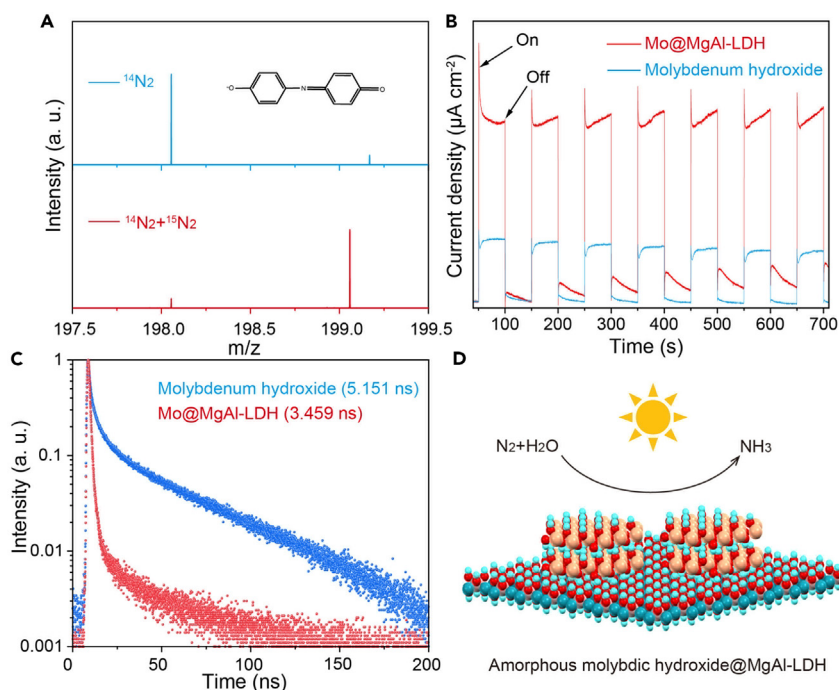 A
¹⁴N2
-O
N
O
¹⁴N2+¹⁵N2
Intensity (a. u.)
197.5 198.0 198.5 199.0 199.5
m/z
B
On
Off
Mo@MgAl-LDH
Molybdenum hydroxide
Current density (µA cm⁻²)
100 200 300 400 500 600 700
Time (s)
C
Molybdenum hydroxide (5.151 ns)
Mo@MgAl-LDH (3.459 ns)
Intensity (a. u.)
1
0.1
0.01
0.001
0 50 100 150 200
Time (ns)
D
N2+H2O
NH3
Amorphous molybdic hydroxide@MgAl-LDH